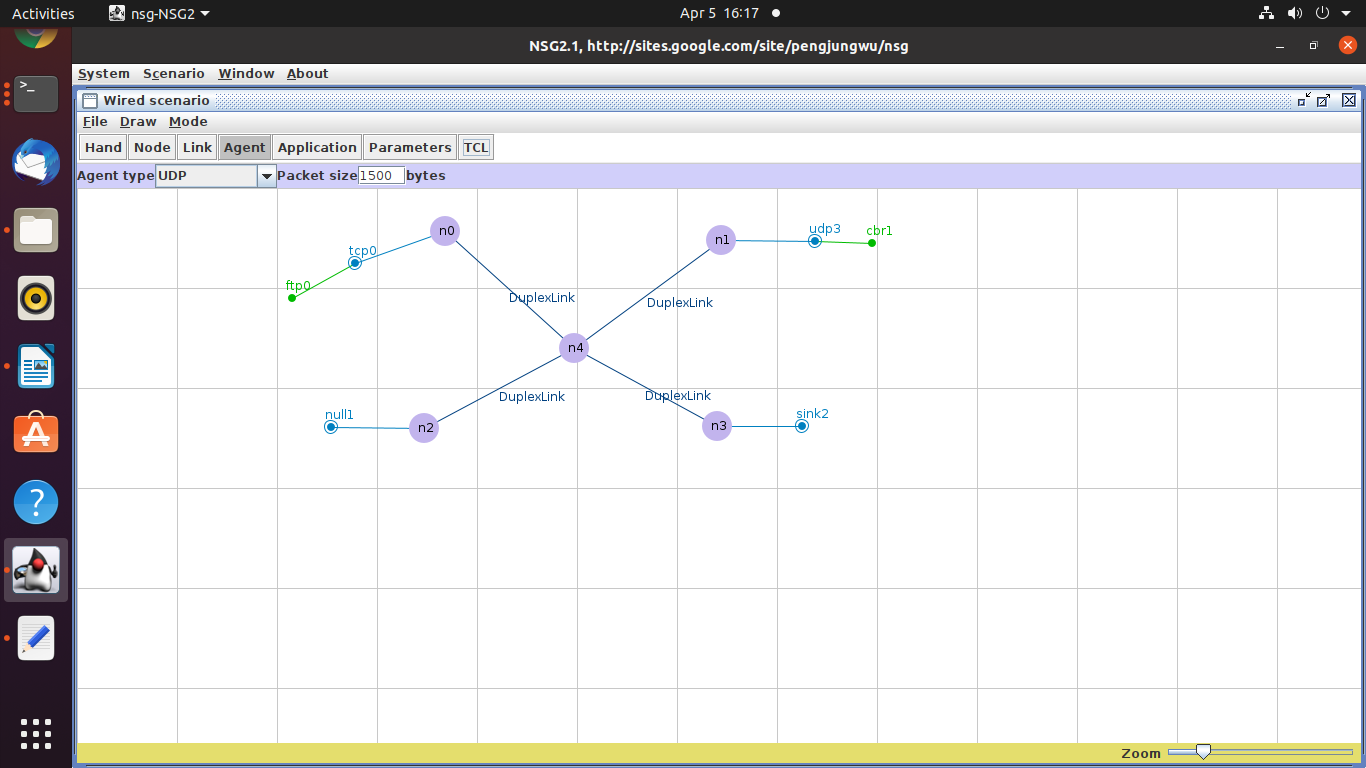 Activities nsg-NSG2 Apr 5 16:17
NSG2.1, http://sites.google.com/site/pengjungwu/nsg
System Scenario Window About
Wired scenario
File Draw Mode
Hand Node Link Agent Application Parameters TCL
Agent type UDP Packet size 1500 bytes
n0
udp3
cbr1
n1
tcp0
ftp0
DuplexLink
DuplexLink
n4
DuplexLink
DuplexLink
null1
sink2
n2
n3
Zoom
>_
?